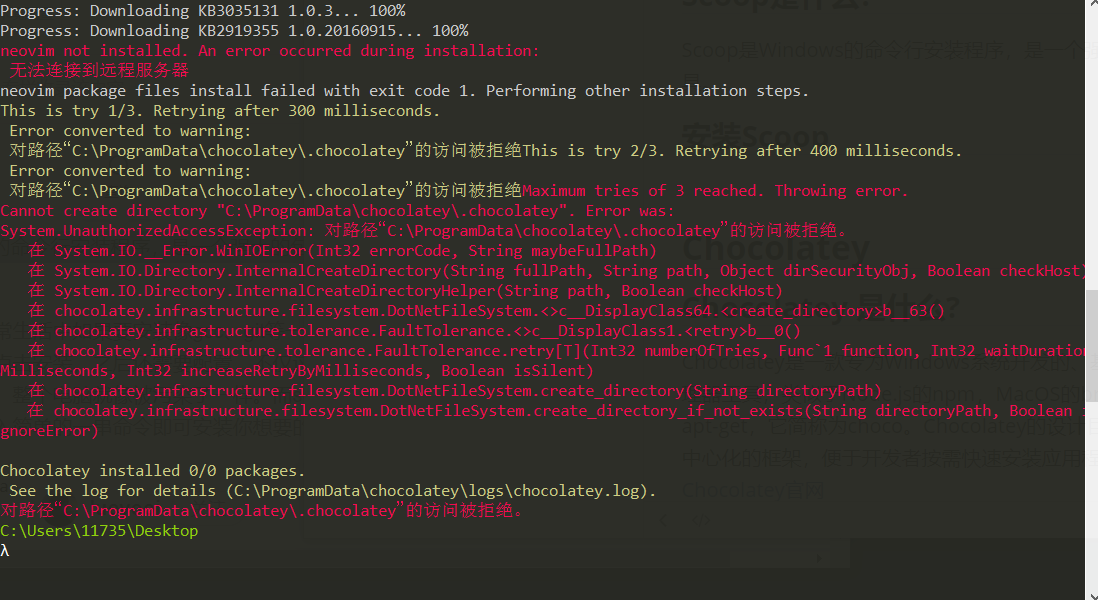 Progress: Downloading KB3035131 1.0.3... 100%
Progress: Downloading KB2919355 1.0.20160915... 100%
neovim not installed. An error occurred during installation:
无法连接到远程服务器
neovim package files install failed with exit code 1. Performing other installation steps.
This is try 1/3. Retrying after 300 milliseconds.
Error converted to warning:
对路径“C:\ProgramData\chocolatey\.chocolatey”的访问被拒绝This is try 2/3. Retrying after 400 milliseconds.
Error converted to warning:
对路径“C:\ProgramData\chocolatey\.chocolatey”的访问被拒绝Maximum tries of 3 reached. Throwing error.
Cannot create directory "C:\ProgramData\chocolatey\.chocolatey". Error was:
System.UnauthorizedAccessException: 对路径“C:\ProgramData\chocolatey\.chocolatey”的访问被拒绝。
在 System.IO.__Error.WinIOError(Int32 errorCode, String maybeFullPath)
在 System.IO.Directory.InternalCreateDirectory(String fullPath, String path, Object dirSecurityObj, Boolean checkHost)
在 System.IO.Directory.InternalCreateDirectoryHelper(String path, Boolean checkHost)
在 chocolatey.infrastructure.filesystem.DotNetFileSystem.<>c__DisplayClass64.<create_directory>b__63()
在 chocolatey.infrastructure.tolerance.FaultTolerance.<>c__DisplayClass1.<retry>b__0()
在 chocolatey.infrastructure.tolerance.FaultTolerance.retry[T](Int32 numberOfTries, Func`1 function, Int32 waitDuration
Milliseconds, Int32 increaseRetryByMilliseconds, Boolean isSilent)
在 chocolatey.infrastructure.filesystem.DotNetFileSystem.create_directory(String directoryPath)
在 chocolatey.infrastructure.filesystem.DotNetFileSystem.create_directory_if_not_exists(String directoryPath, Boolean i
gnoreError)
Chocolatey installed 0/0 packages.
See the log for details (C:\ProgramData\chocolatey\logs\chocolatey.log).
对路径“C:\ProgramData\chocolatey\.chocolatey”的访问被拒绝。
C:\Users\11735\Desktop
λ